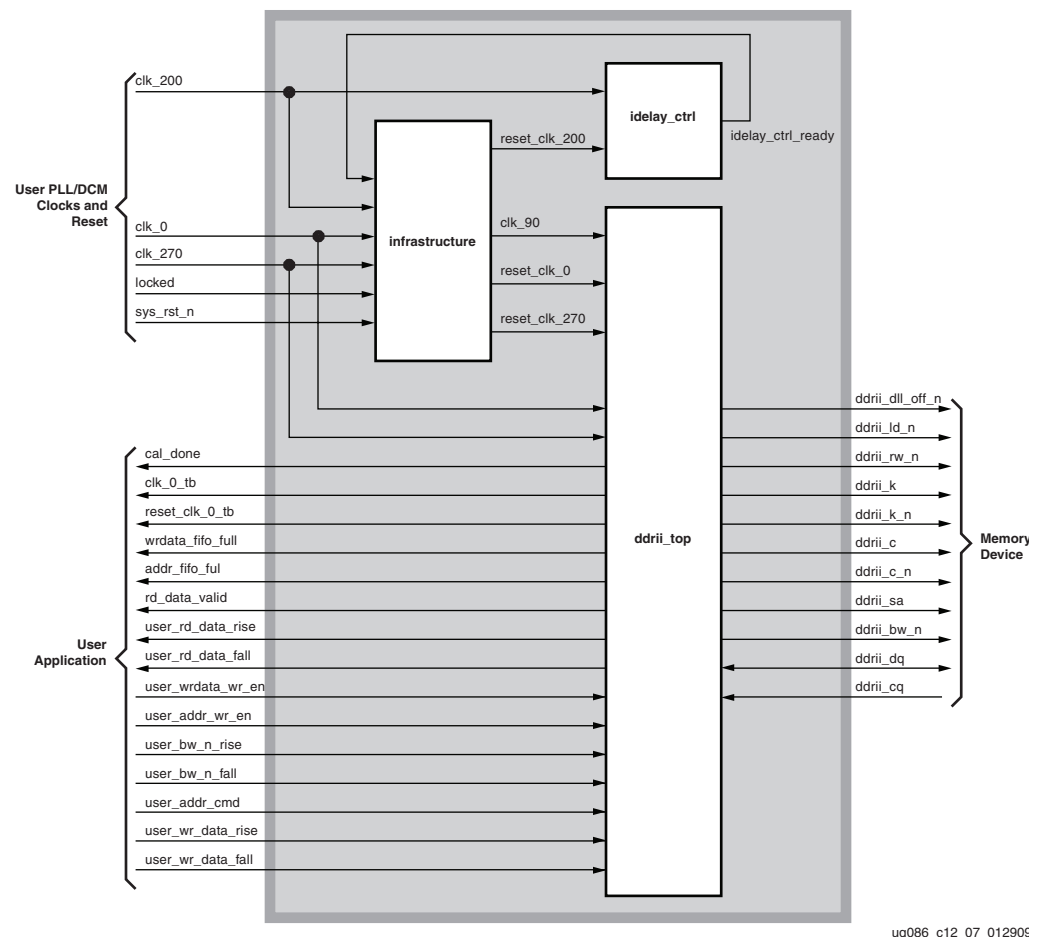 clk_200
idelay_ctrl
idelay_ctrl_ready
reset_clk_200
User PLL/DCM
Clocks and
Reset
clk_0
clk_270
locked
sys_rst_n
infrastructure
clk_90
reset_clk_0
reset_clk_270
cal_done
clk_0_tb
reset_clk_0_tb
wrdata_fifo_full
addr_fifo_ful
rd_data_valid
user_rd_data_rise
user_rd_data_fall
user_wrdata_wr_en
user_addr_wr_en
user_bw_n_rise
user_bw_n_fall
user_addr_cmd
user_wr_data_rise
user_wr_data_fall
User
Application
ddrii_top
ddrii_dll_off_n
ddrii_ld_n
ddrii_rw_n
ddrii_k
ddrii_k_n
ddrii_c
ddrii_c_n
ddrii_sa
ddrii_bw_n
ddrii_dq
ddrii_cq
Memory
Device
ug086_c12_07_012909